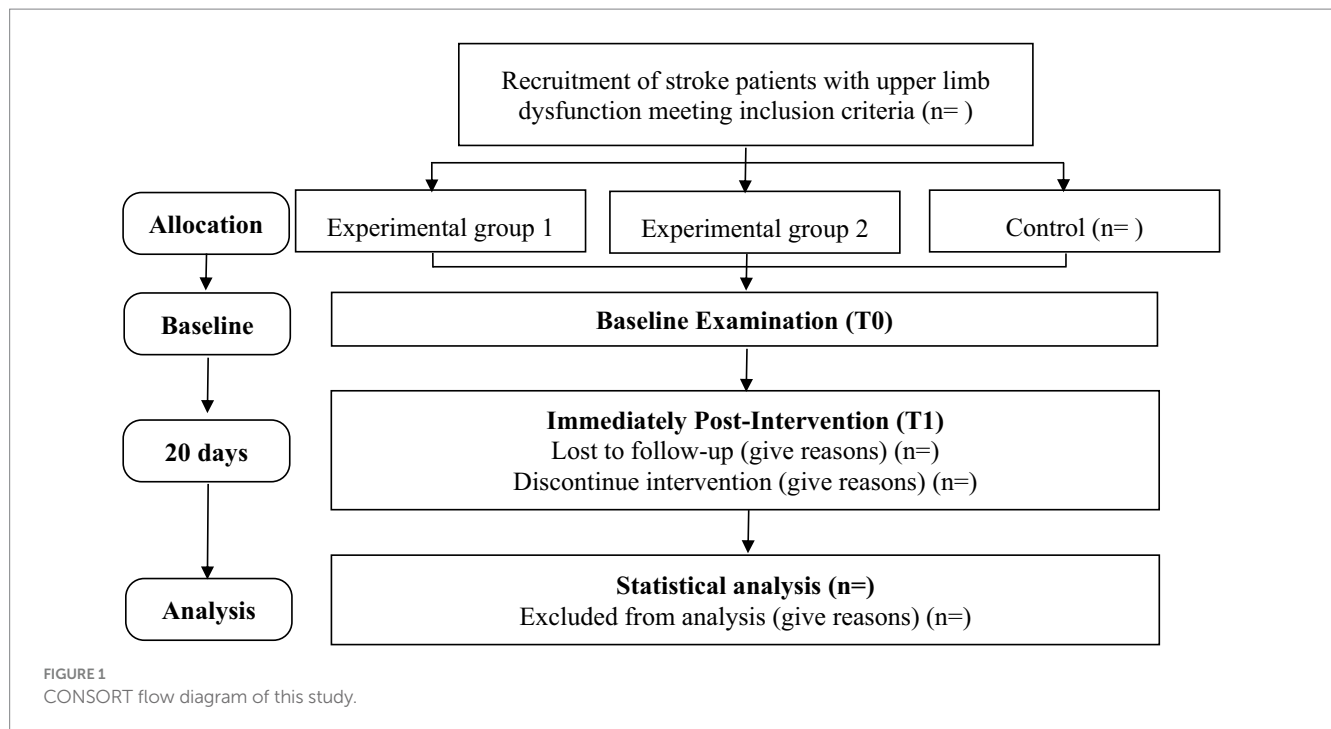 Recruitment of stroke patients with upper limb
dysfunction meeting inclusion criteria (n= )
Allocation
Experimental group 1
Experimental group 2
Control (n= )
Baseline
Baseline Examination (T0)
20 days
Immediately Post-Intervention (T1)
Lost to follow-up (give reasons) (n=)
Discontinue intervention (give reasons) (n=)
Analysis
Statistical analysis (n=)
Excluded from analysis (give reasons) (n=)
FIGURE 1
CONSORT flow diagram of this study.